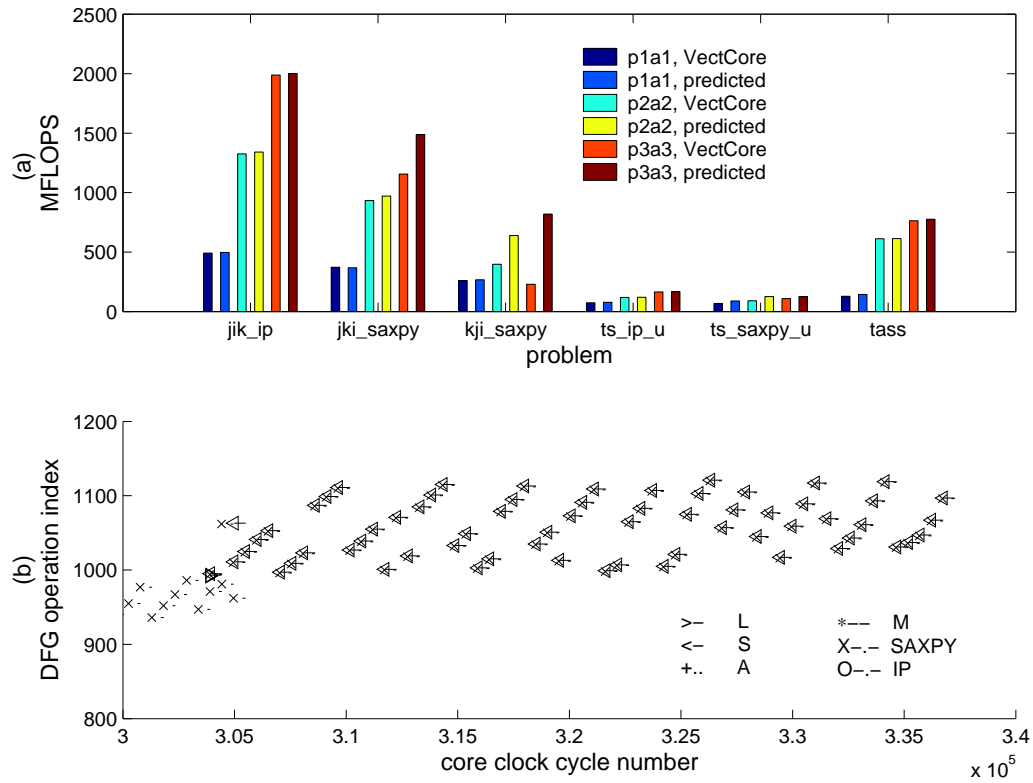 2500
2000
1500
1000
500
0
(a)
MFLOPS
p1a1, VectCore
p1a1, predicted
p2a2, VectCore
p2a2, predicted
p3a3, VectCore
p3a3, predicted
jik_ip jki_saxpy kji_saxpy ts_ip_u ts_saxpy_u tass
problem
1200
1100
1000
900
800
(b)
DFG operation index
>− L ∗−− M
<− S X−.− SAXPY
+.. A O−.− IP
3 3.05 3.1 3.15 3.2 3.25 3.3 3.35 3.4
core clock cycle number
x 10^5